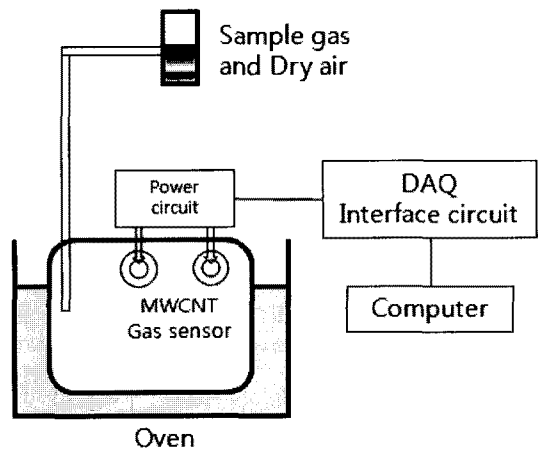 Sample gas
and Dry air
Power
circuit
DAQ
Interface circuit
MWCNT
Gas sensor
Computer
Oven